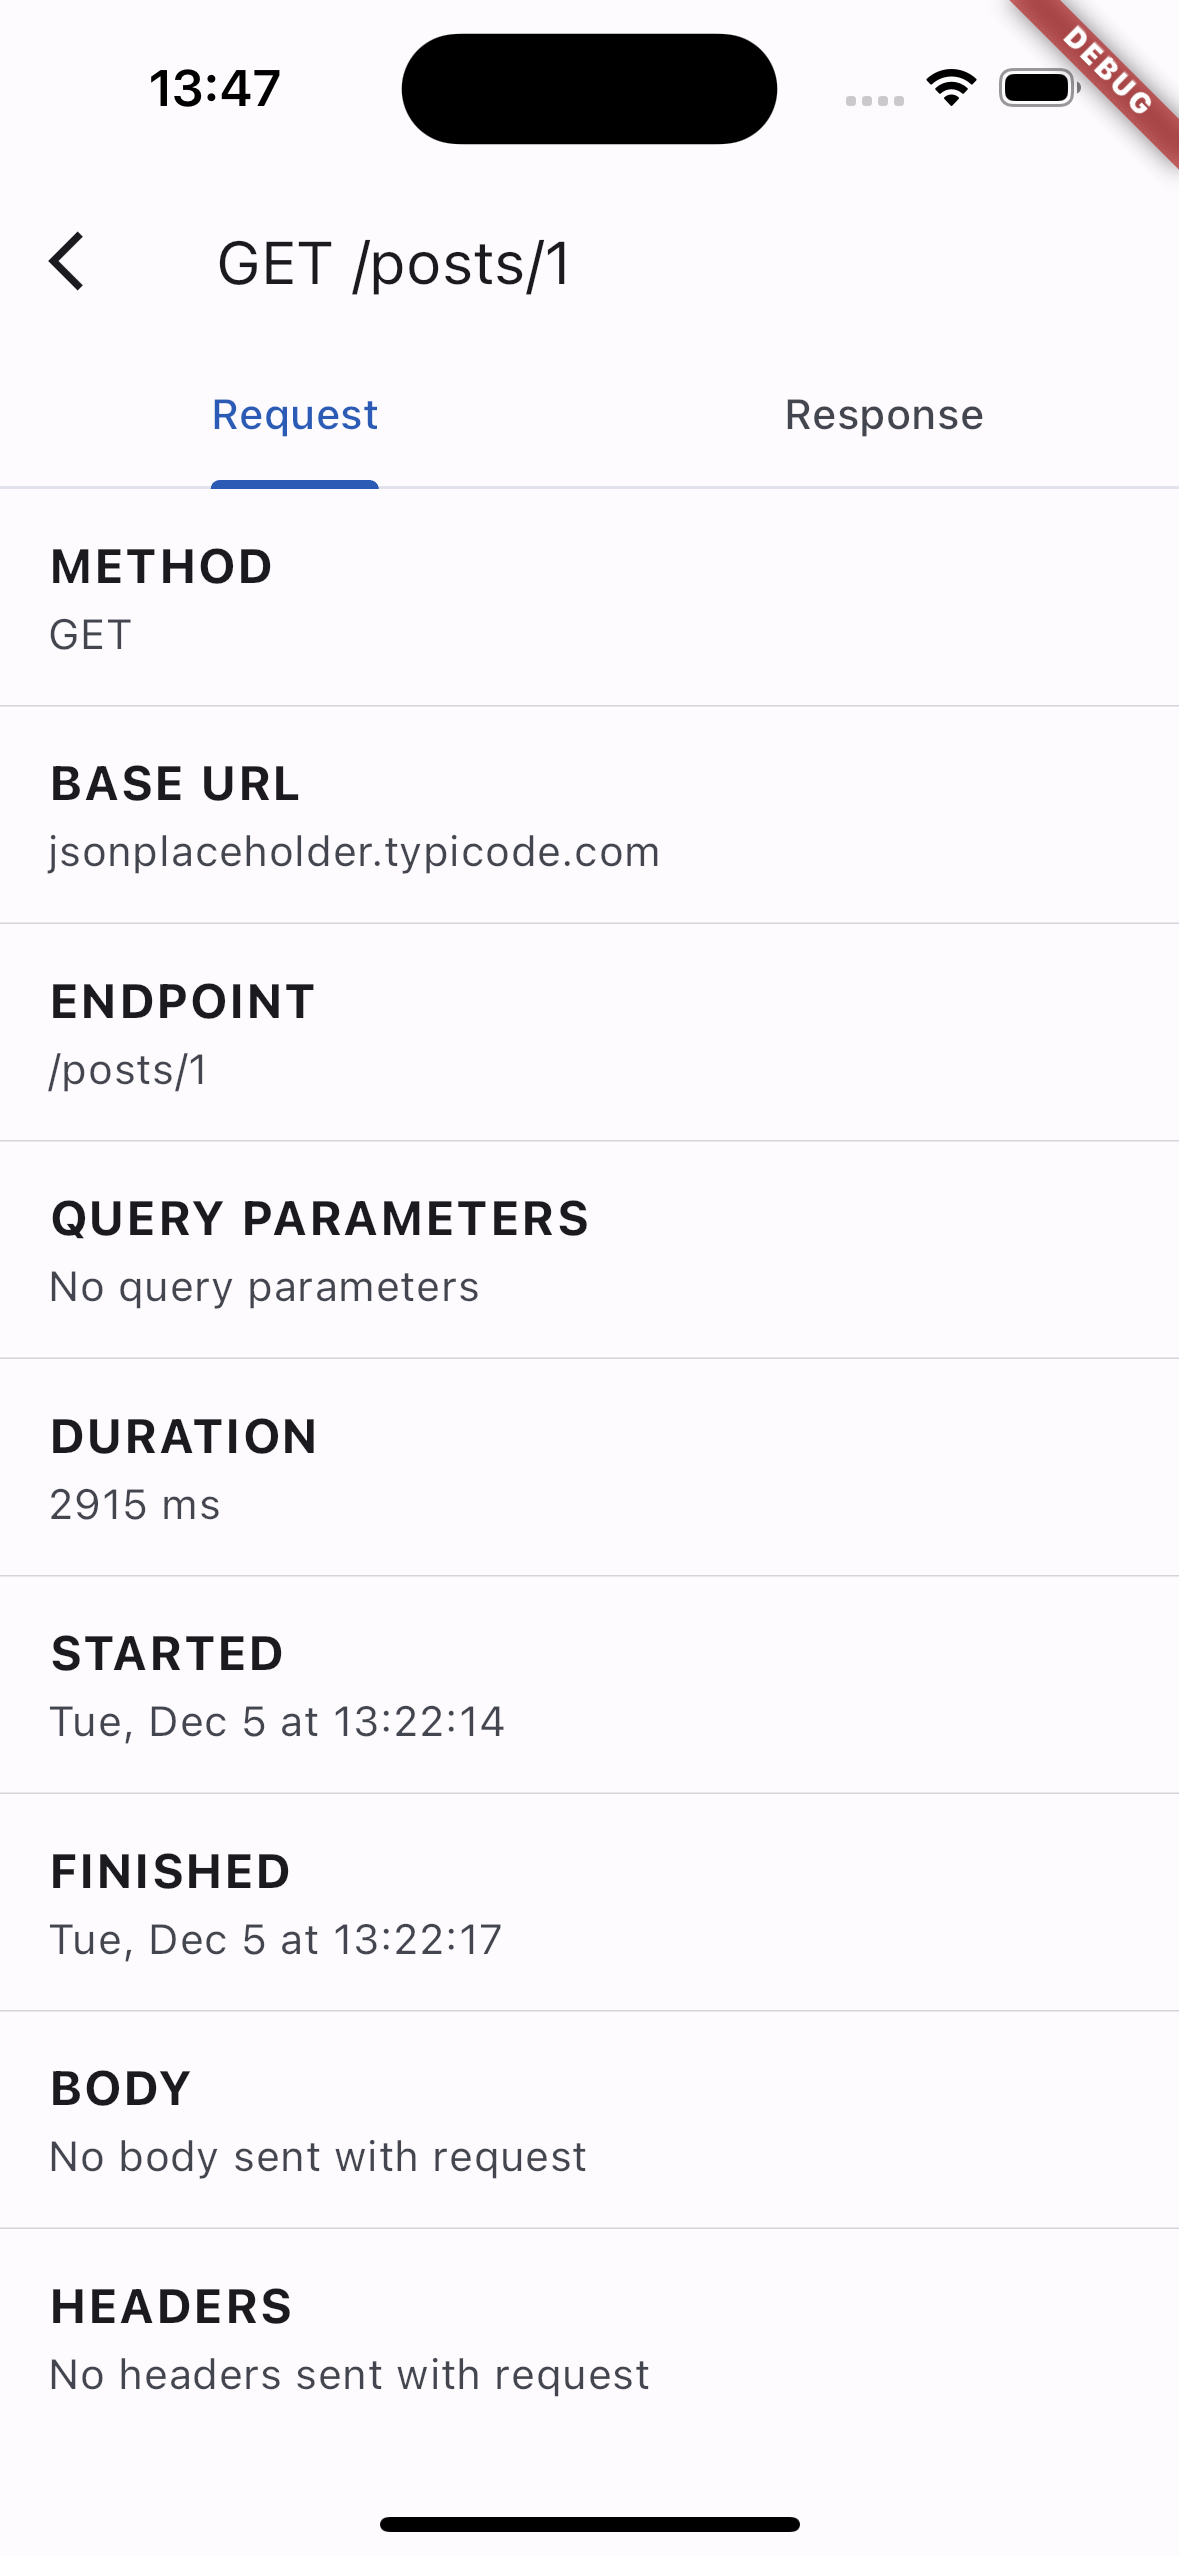 13:47
DEBUG
GET /posts/1
Request
Response
METHOD
GET
BASE URL
jsonplaceholder.typicode.com
ENDPOINT
/posts/1
QUERY PARAMETERS
No query parameters
DURATION
2915 ms
STARTED
Tue, Dec 5 at 13:22:14
FINISHED
Tue, Dec 5 at 13:22:17
BODY
No body sent with request
HEADERS
No headers sent with request